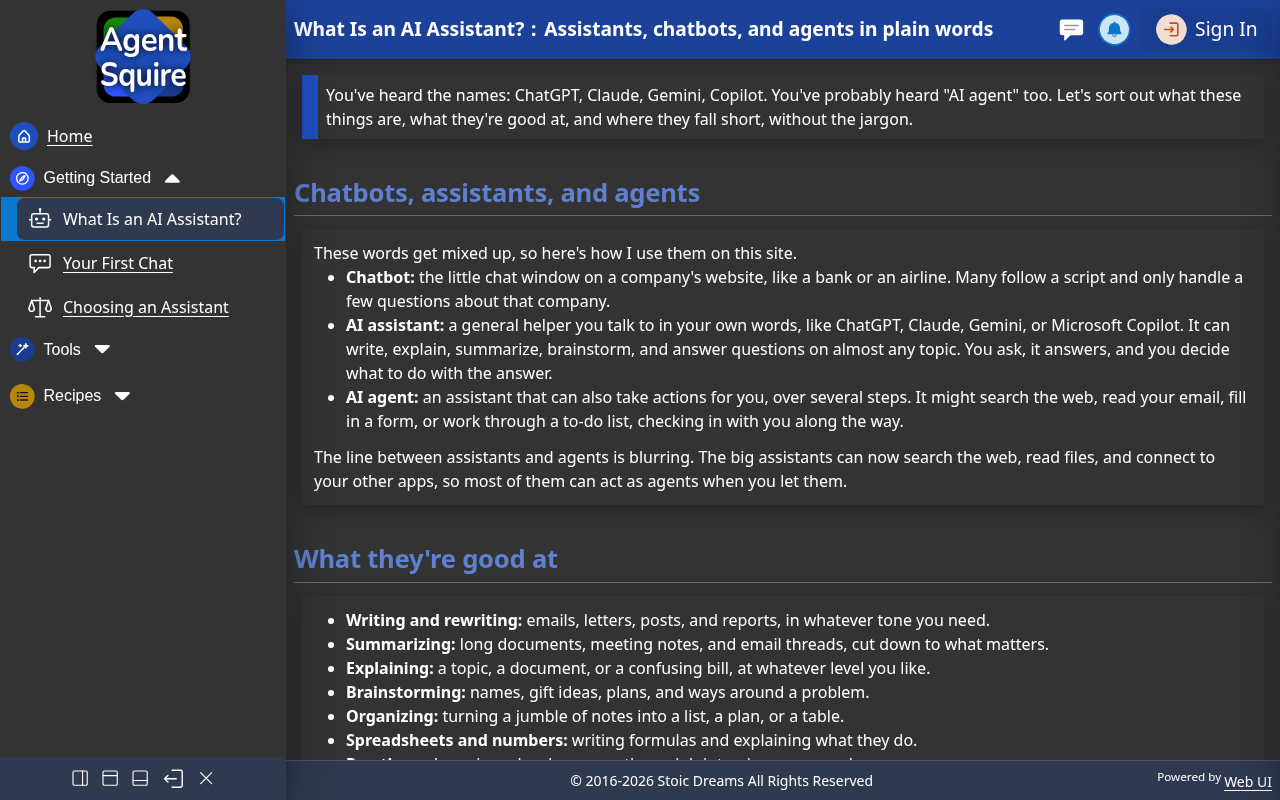 Agent
Squire
Home
Getting Started
What Is an AI Assistant?
Your First Chat
Choosing an Assistant
Tools
Recipes
What Is an AI Assistant? : Assistants, chatbots, and agents in plain words
Sign In
You've heard the names: ChatGPT, Claude, Gemini, Copilot. You've probably heard "AI agent" too. Let's sort out what these
things are, what they're good at, and where they fall short, without the jargon.
Chatbots, assistants, and agents
These words get mixed up, so here's how I use them on this site.
• Chatbot: the little chat window on a company's website, like a bank or an airline. Many follow a script and only handle a
few questions about that company.
• AI assistant: a general helper you talk to in your own words, like ChatGPT, Claude, Gemini, or Microsoft Copilot. It can
write, explain, summarize, brainstorm, and answer questions on almost any topic. You ask, it answers, and you decide
what to do with the answer.
• AI agent: an assistant that can also take actions for you, over several steps. It might search the web, read your email, fill
in a form, or work through a to-do list, checking in with you along the way.
The line between assistants and agents is blurring. The big assistants can now search the web, read files, and connect to
your other apps, so most of them can act as agents when you let them.
What they're good at
• Writing and rewriting: emails, letters, posts, and reports, in whatever tone you need.
• Summarizing: long documents, meeting notes, and email threads, cut down to what matters.
• Explaining: a topic, a document, or a confusing bill, at whatever level you like.
• Brainstorming: names, gift ideas, plans, and ways around a problem.
• Organizing: turning a jumble of notes into a list, a plan, or a table.
• Spreadsheets and numbers: writing formulas and explaining what they do.
© 2016-2026 Stoic Dreams All Rights Reserved
Powered by Web UI